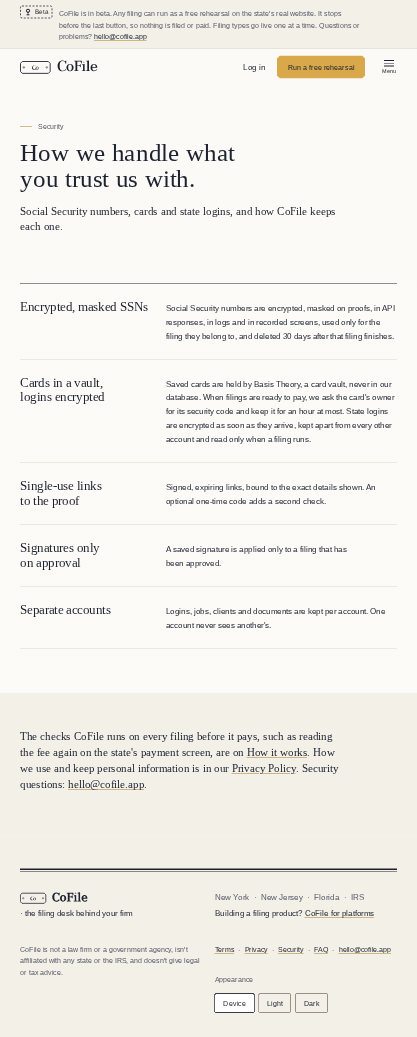 Beta
CoFile is in beta. Any filing can run as a free rehearsal on the state's real website. It stops
before the last button, so nothing is filed or paid. Filing types go live one at a time. Questions or
problems? hello@cofile.app
Co CoFile
Log in
Run a free rehearsal
Menu
Security
How we handle what
you trust us with.
Social Security numbers, cards and state logins, and how CoFile keeps
each one.
Encrypted, masked SSNs
Social Security numbers are encrypted, masked on proofs, in API
responses, in logs and in recorded screens, used only for the
filing they belong to, and deleted 30 days after that filing finishes.
Cards in a vault,
logins encrypted
Saved cards are held by Basis Theory, a card vault, never in our
database. When filings are ready to pay, we ask the card's owner
for its security code and keep it for an hour at most. State logins
are encrypted as soon as they arrive, kept apart from every other
account and read only when a filing runs.
Single-use links
to the proof
Signed, expiring links, bound to the exact details shown. An
optional one-time code adds a second check.
Signatures only
on approval
A saved signature is applied only to a filing that has
been approved.
Separate accounts
Logins, jobs, clients and documents are kept per account. One
account never sees another's.
The checks CoFile runs on every filing before it pays, such as reading
the fee again on the state's payment screen, are on How it works. How
we use and keep personal information is in our Privacy Policy. Security
questions: hello@cofile.app.
Co CoFile
· the filing desk behind your firm
New York · New Jersey · Florida · IRS
Building a filing product? CoFile for platforms
CoFile is not a law firm or a government agency, isn't
affiliated with any state or the IRS, and doesn't give legal
or tax advice.
Terms · Privacy · Security · FAQ · hello@cofile.app
Appearance
Device
Light
Dark